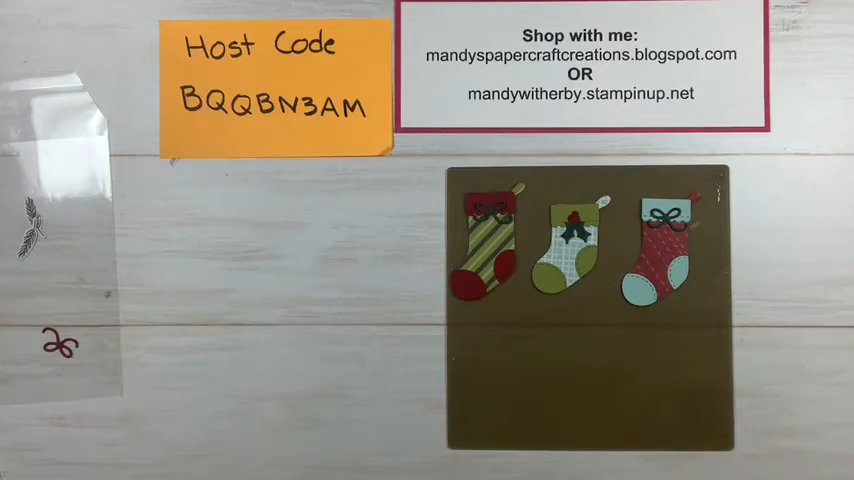 Host Code
BQQBN3AM
Shop with me:
mandyspapercraftcreations.blogspot.com
OR
mandywitherby.stampinup.net